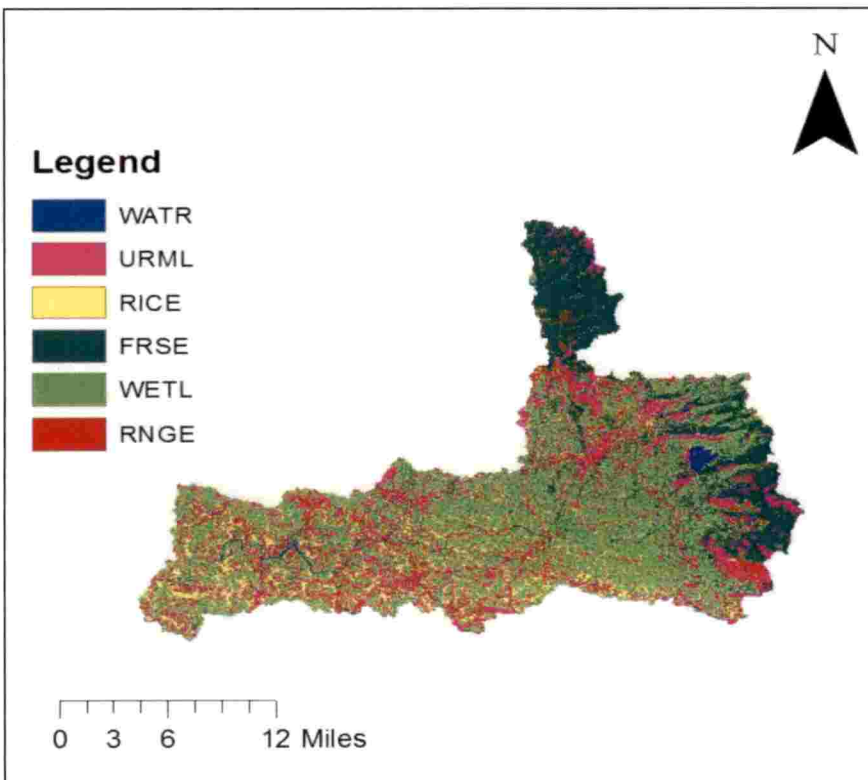 N
Legend
WATR
URML
RICE
FRSE
WETL
RNGE
0 3 6 12 Miles